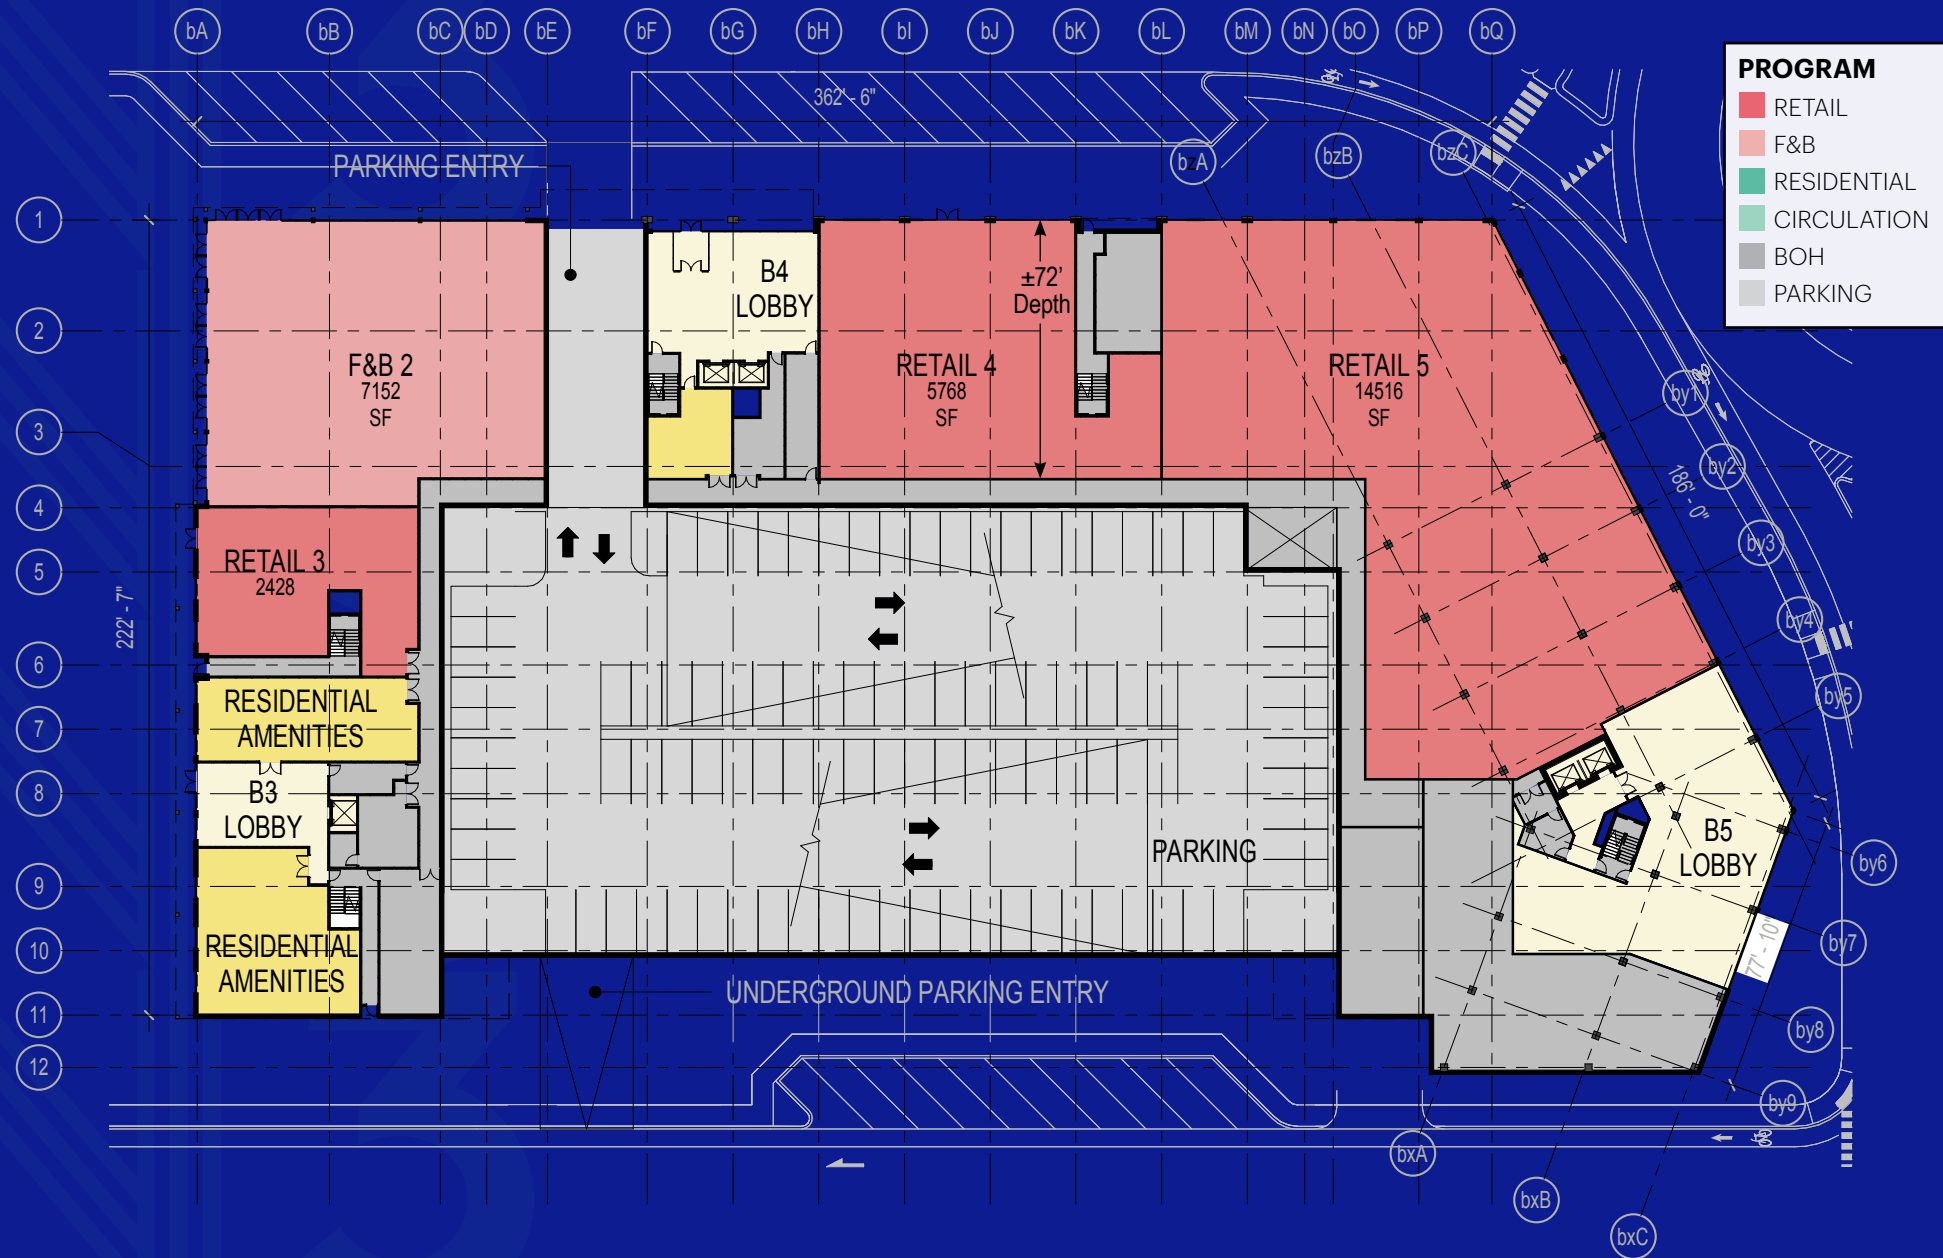 bA
bB
bC
bD
bE
bF
bG
bH
bI
bJ
bK
bL
bM
bN
bO
bP
bQ
PROGRAM
RETAIL
F&B
RESIDENTIAL
CIRCULATION
BOH
PARKING
362' - 6"
PARKING ENTRY
bzA
bzB
bzC
1
2
3
4
5
6
7
8
9
10
11
12
222' - 7"
B4
LOBBY
±72'
Depth
F&B 2
7152
SF
RETAIL 4
5768
SF
RETAIL 5
14516
SF
by1
by2
186' - 0"
by3
by4
by5
by6
by7
by8
by9
RETAIL 3
2428
RESIDENTIAL
AMENITIES
B3
LOBBY
PARKING
B5
LOBBY
RESIDENTIAL
AMENITIES
77' - 10"
UNDERGROUND PARKING ENTRY
bxA
bxB
bxC